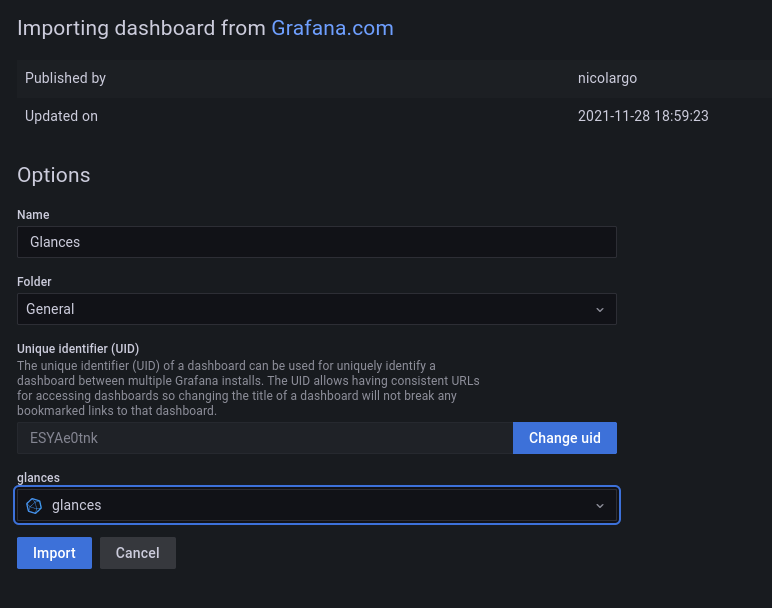 Importing dashboard from Grafana.com
Published by nicolargo
Updated on 2021-11-28 18:59:23
Options
Name
Glances
Folder
General
Unique identifier (UID)
The unique identifier (UID) of a dashboard can be used for uniquely identify a
dashboard between multiple Grafana installs. The UID allows having consistent URLs
for accessing dashboards so changing the title of a dashboard will not break any
bookmarked links to that dashboard.
ESYAe0tnk Change uid
glances
glances
Import Cancel